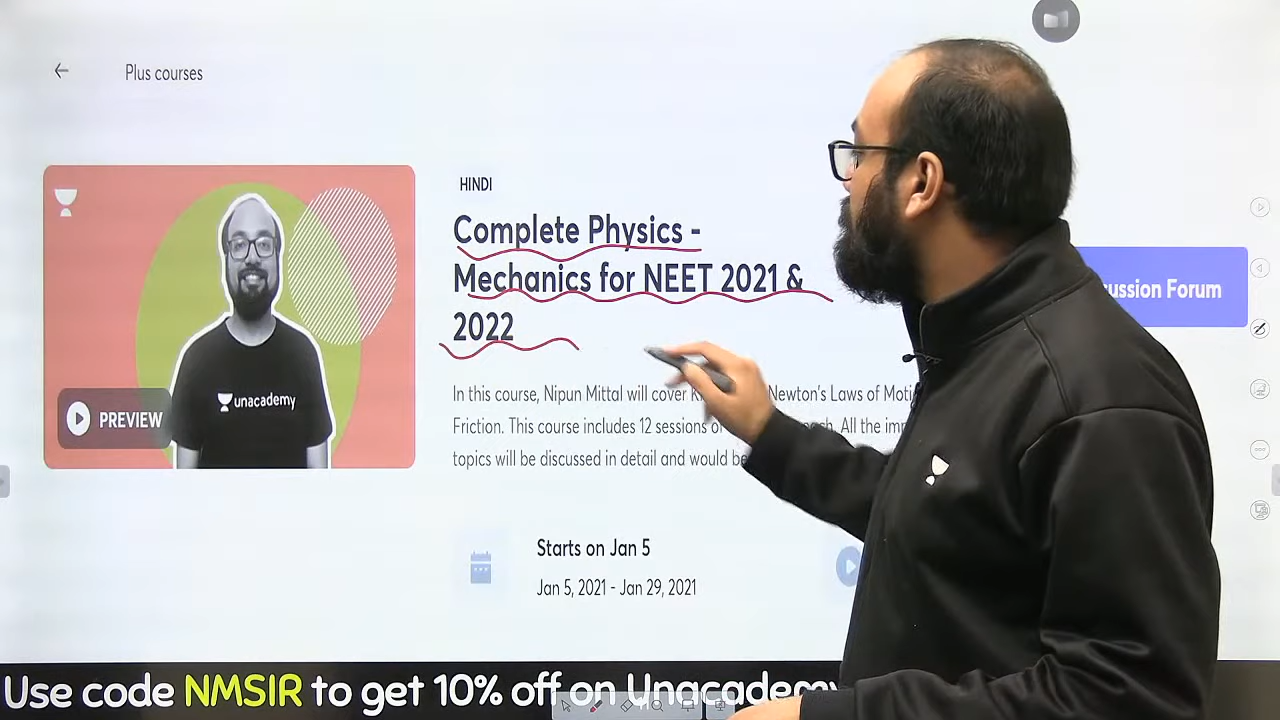 Plus courses
HINDI
Complete Physics -
Mechanics for NEET 2021 &
2022
unacademy
PREVIEW
ussion Forum
In this course, Nipun Mittal will cover Newton's Laws of
Friction. This course includes 12 sessions All the
topics will be discussed in detail and would
Starts on Jan 5
Jan 5, 2021 - Jan 29, 2021
Use code NMSIR to get 10% off on Unacademy